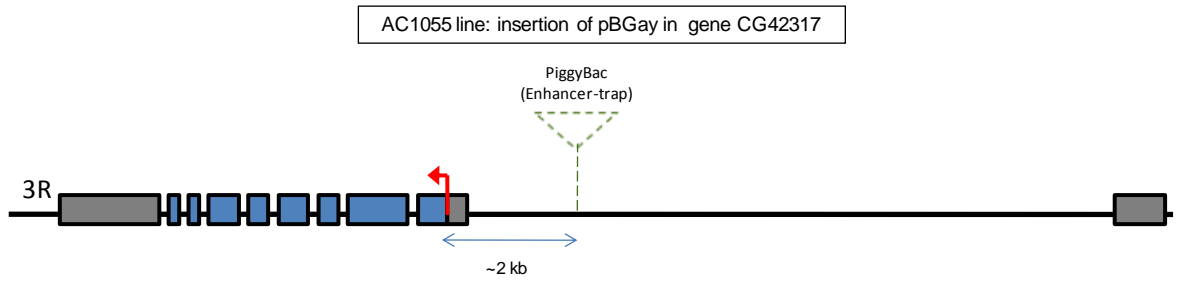 AC1055 line: insertion of pBGay in gene CG42317
PiggyBac
(Enhancer-trap)
3R
~2 kb